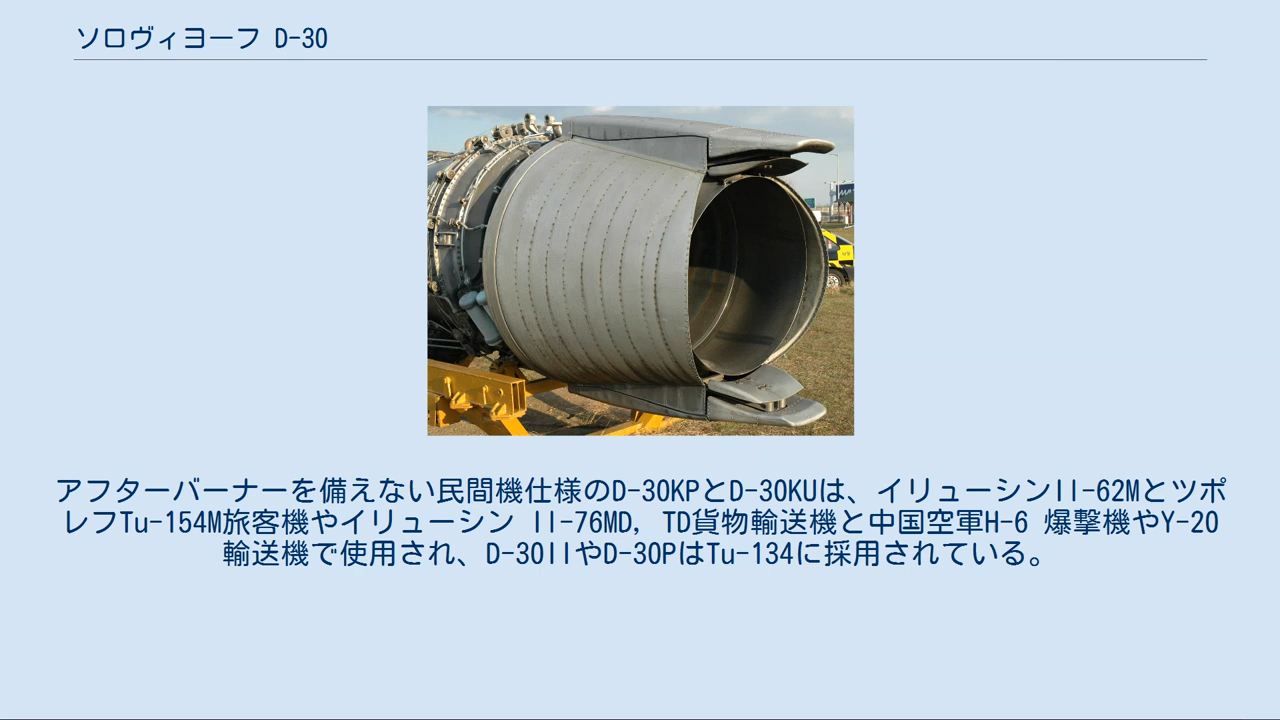 ソロヴィヨーフ D-30
アフターバーナーを備えない民間機仕様のD-30KPとD-30KUは、イリューシンIl-62Mとツポ
レフTu-154M旅客機やイリューシン Il-76MD, TD貨物輸送機と中国空軍H-6 爆撃機やY-20
輸送機で使用され、D-30IIやD-30PはTu-134に採用されている。